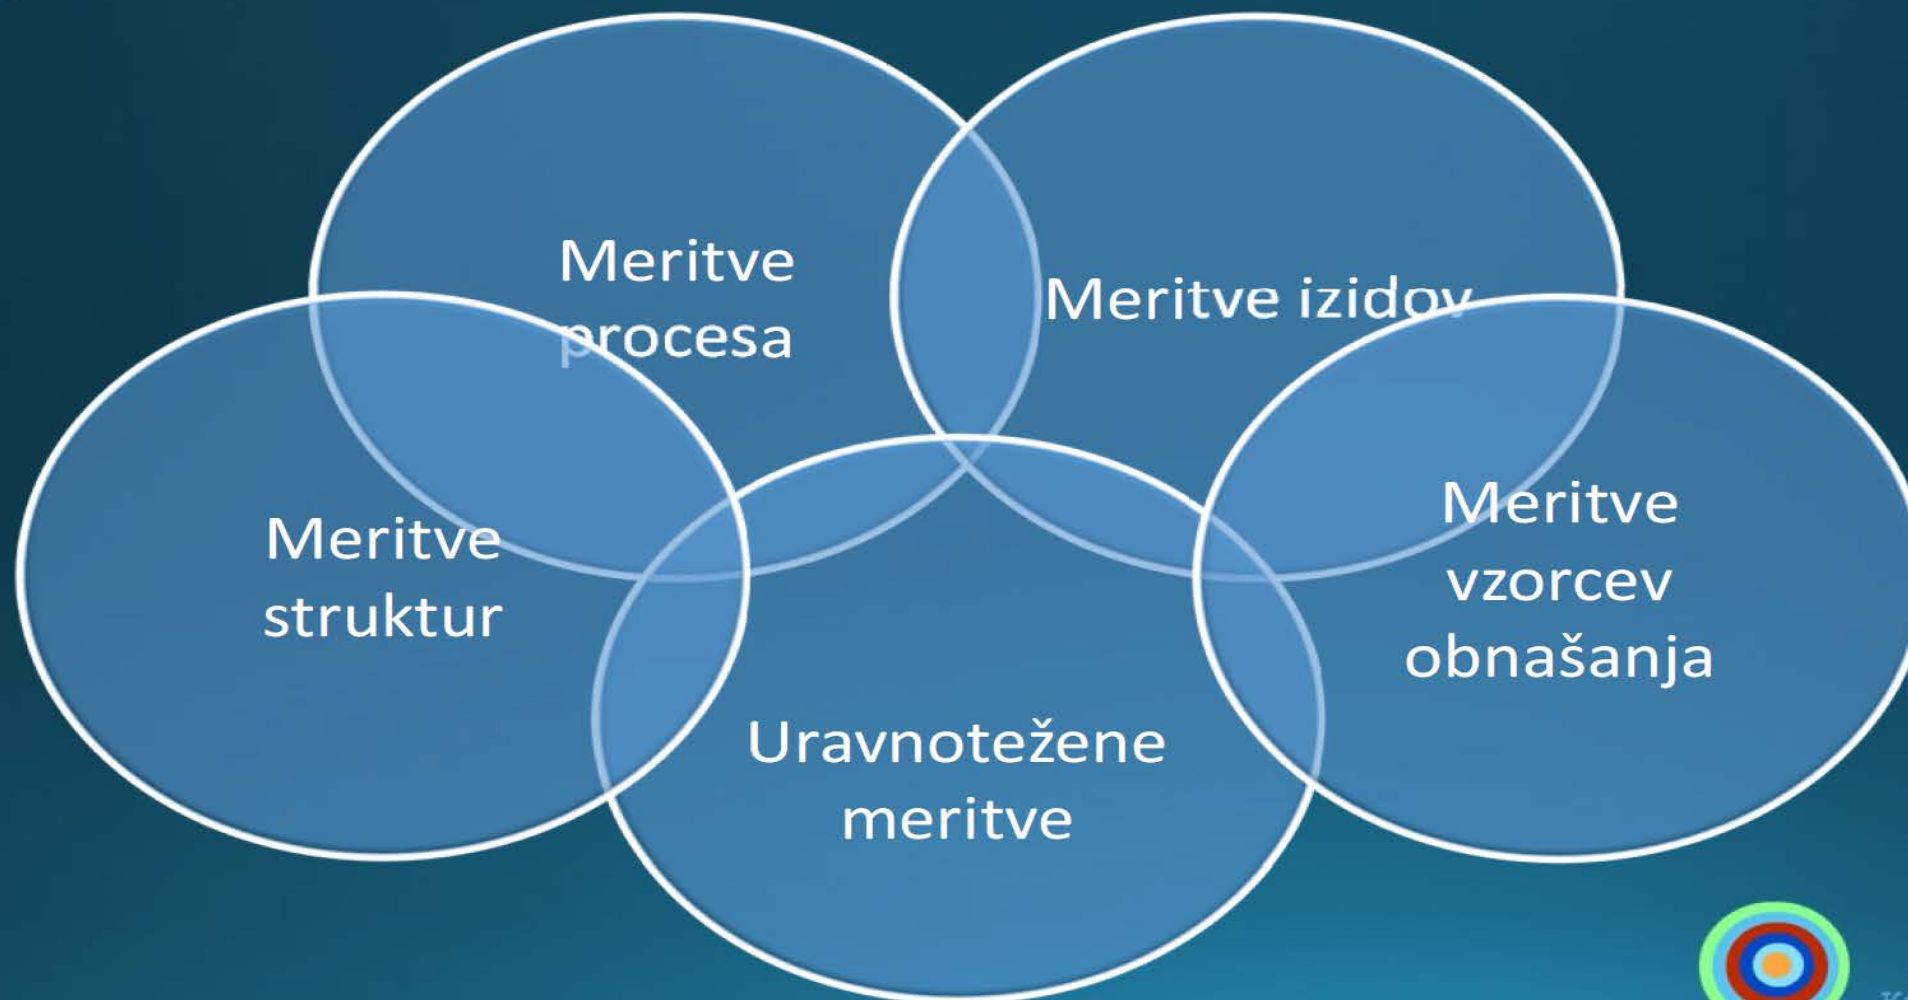 Meritve
procesa
Meritve izidov
Meritve
struktur
Meritve
vzorcev
obnašanja
Uravnotežene
meritve